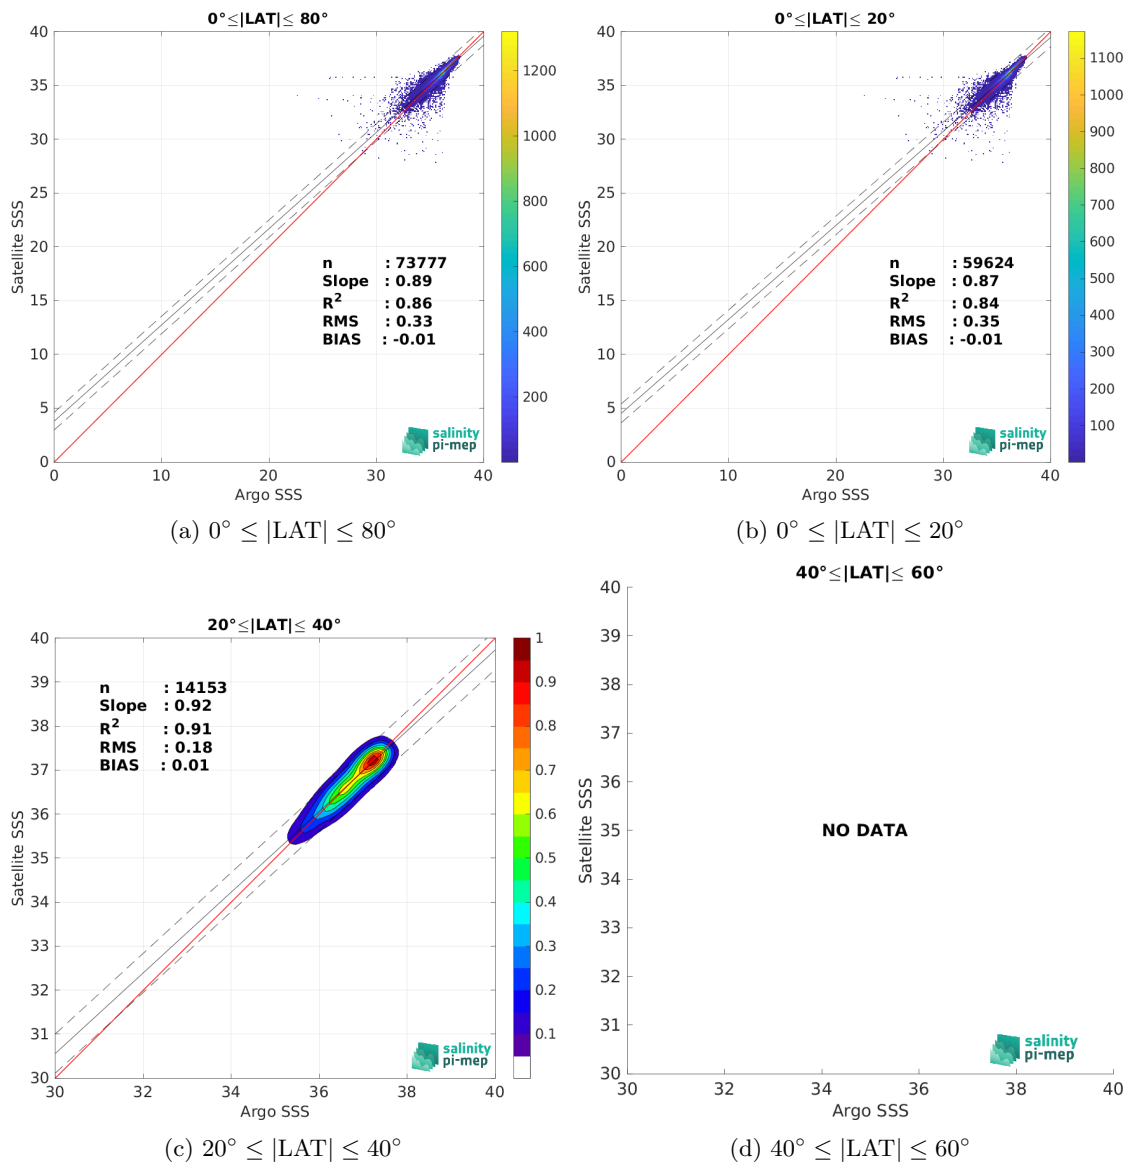 0°≤|LAT|≤ 80°
40
35
30
25
20
15
10
5
0
0
10
20
30
40
Satellite SSS
Argo SSS
n : 73777
Slope : 0.89
R² : 0.86
RMS : 0.33
BIAS : -0.01
salinity
pi-mep
1200
1000
800
600
400
200
(a) 0° ≤ |LAT| ≤ 80°
0°≤|LAT|≤ 20°
40
35
30
25
20
15
10
5
0
0
10
20
30
40
Satellite SSS
Argo SSS
n : 59624
Slope : 0.87
R² : 0.84
RMS : 0.35
BIAS : -0.01
salinity
pi-mep
1100
1000
900
800
700
600
500
400
300
200
100
(b) 0° ≤ |LAT| ≤ 20°
20°≤|LAT|≤ 40°
40
39
38
37
36
35
34
33
32
31
30
30
32
34
36
38
40
Satellite SSS
Argo SSS
n : 14153
Slope : 0.92
R² : 0.91
RMS : 0.18
BIAS : 0.01
salinity
pi-mep
1
0.9
0.8
0.7
0.6
0.5
0.4
0.3
0.2
0.1
(c) 20° ≤ |LAT| ≤ 40°
40°≤|LAT|≤ 60°
40
39
38
37
36
35
34
33
32
31
30
30
32
34
36
38
40
Satellite SSS
Argo SSS
NO DATA
salinity
pi-mep
(d) 40° ≤ |LAT| ≤ 60°